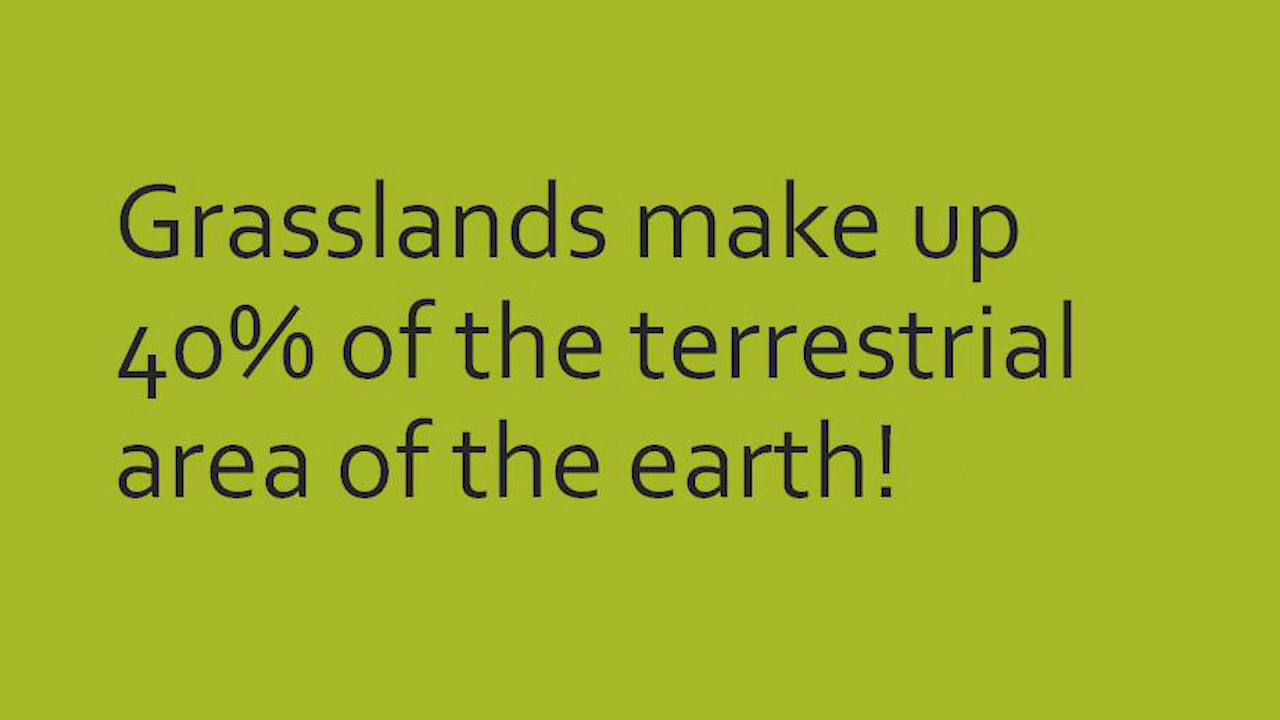 Grasslands make up
40% of the terrestrial
area of the earth!